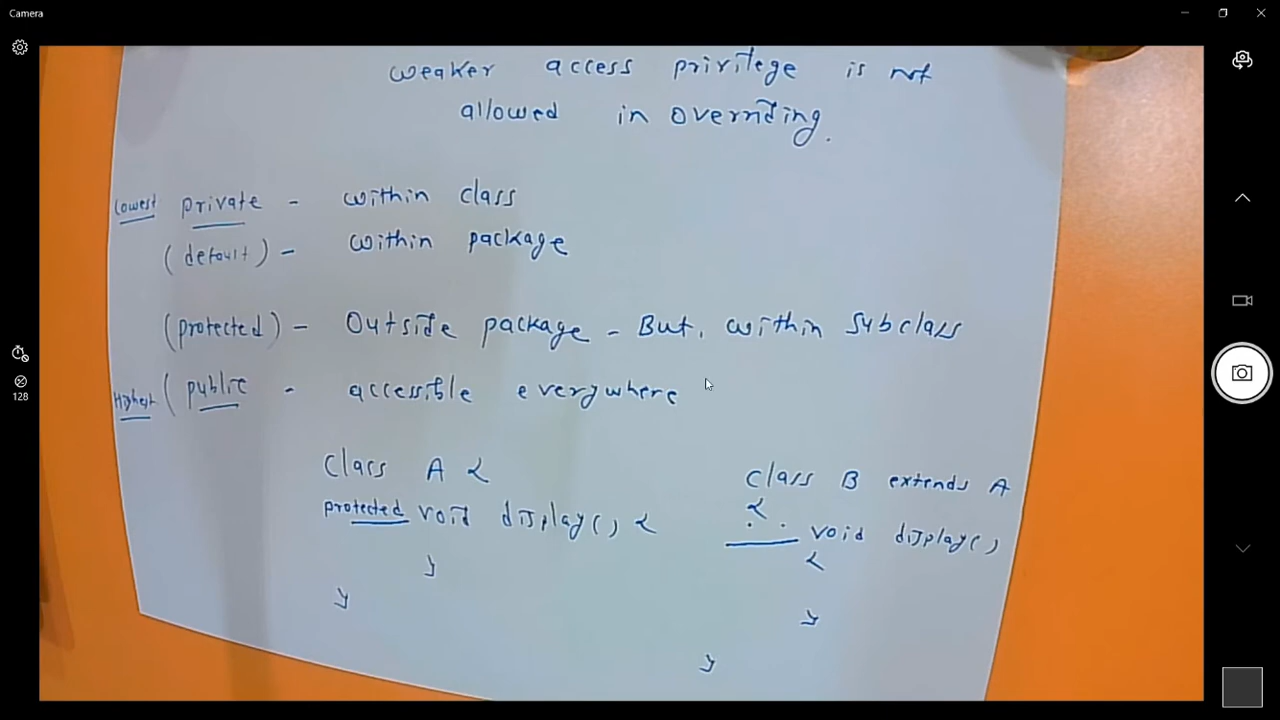 Camera
weaker access privilege is not
allowed in overriding.
Lowest private - within class
(default) - within package
(protected) - Outside package - But, within Subclass
Highest (public - accessible everywhere
128
Class A {
protected void display() {
}
}
Class B extends A
{
.. void display()
{
}
}